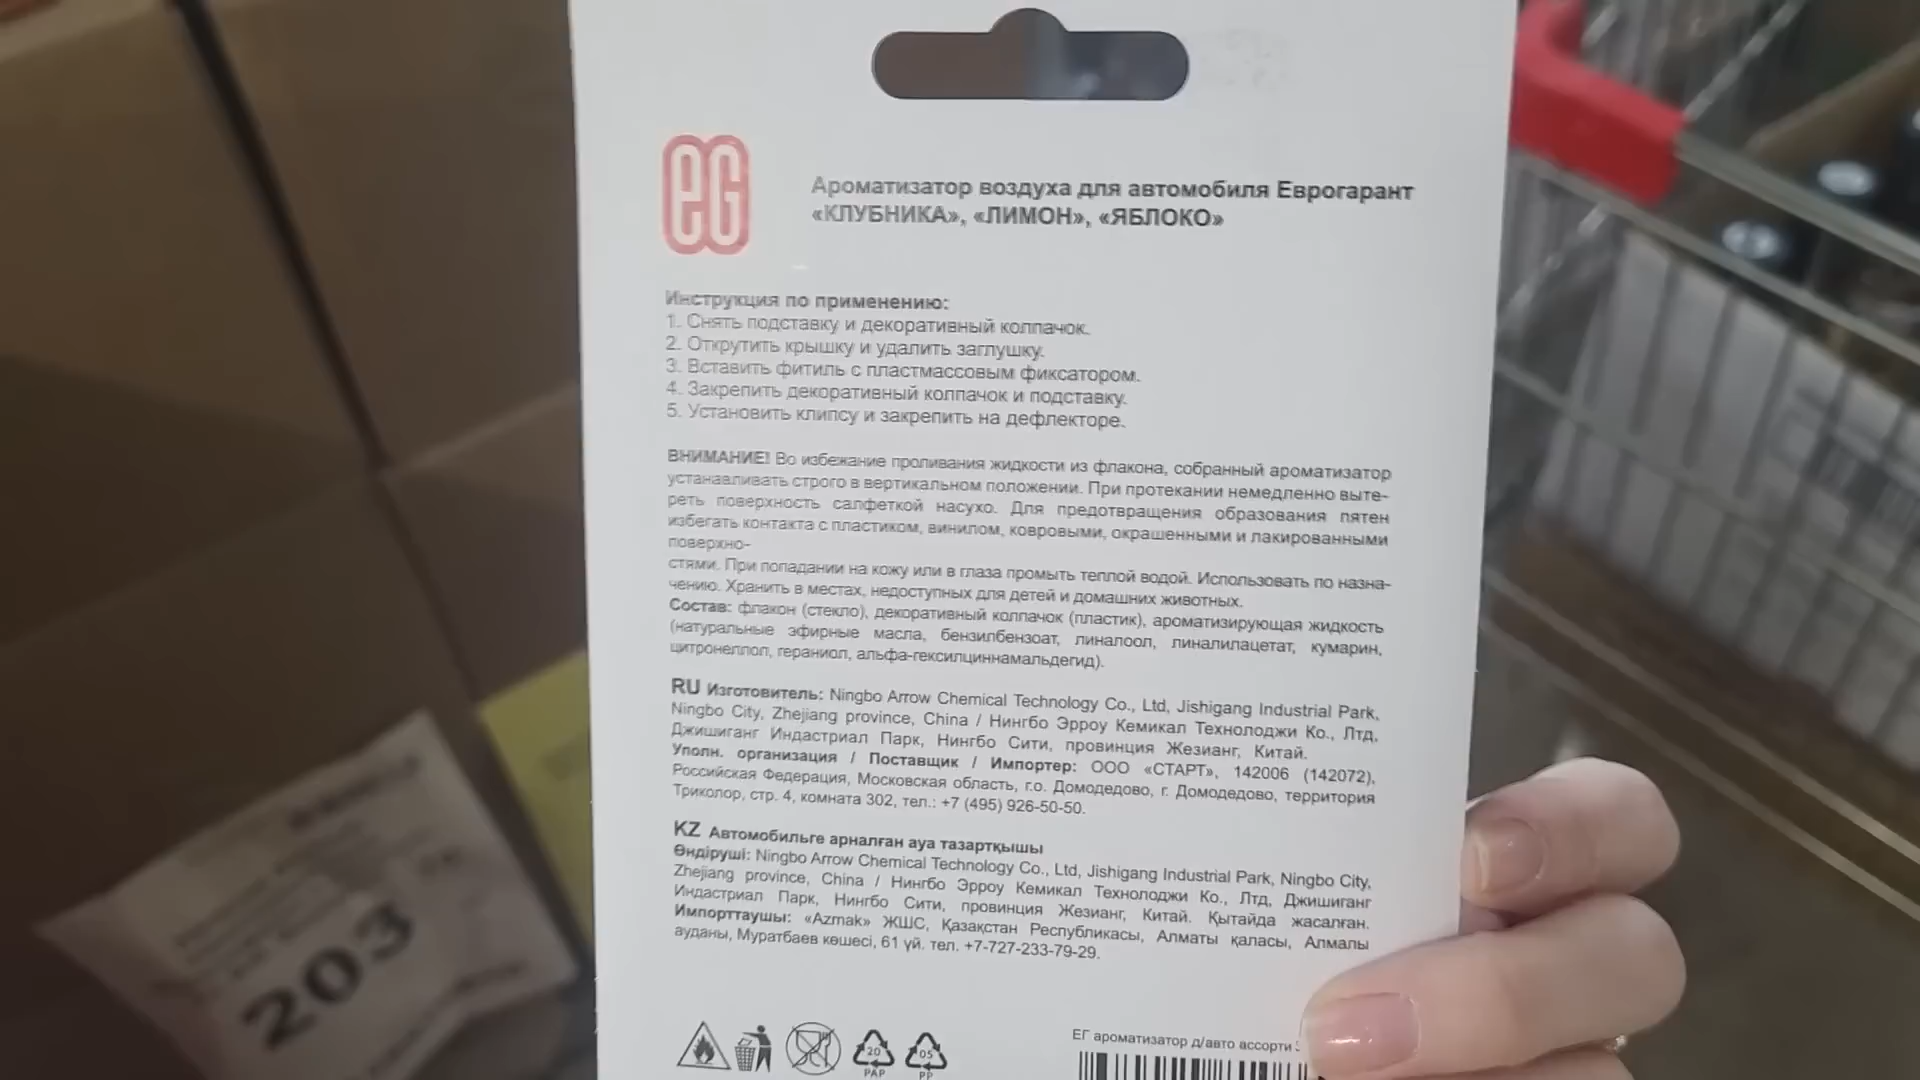 EG
Ароматизатор воздуха для автомобиля Еврогарант
«КЛУБНИКА», «ЛИМОН», «ЯБЛОКО»
Инструкция по применению:
1. Снять подставку и декоративный колпачок.
2. Открутить крышку и удалить заглушку.
3. Вставить фитиль с пластмассовым фиксатором.
4. Закрепить декоративный колпачок и подставку.
5. Установить клипсу и закрепить на дефлекторе.
ВНИМАНИЕ! Во избежание проливания жидкости из флакона, собранный ароматизатор
устанавливать строго в вертикальном положении. При протекании немедленно выте-
реть поверхность салфеткой насухо. Для предотвращения образования пятен
избегать контакта с пластиком, винилом, ковровыми, окрашенными и лакированными
поверхно-
стями. При попадании на кожу или в глаза промыть теплой водой. Использовать по назна-
чению. Хранить в местах, недоступных для детей и домашних животных.
Состав: флакон (стекло), декоративный колпачок (пластик), ароматизирующая жидкость
(натуральные эфирные масла, бензилбензоат, линалоол, линалилацетат, кумарин,
цитронеллол, гераниол, альфа-гексилциннамальдегид).
RU Изготовитель: Ningbo Arrow Chemical Technology Co., Ltd, Jishigang Industrial Park,
Ningbo City, Zhejiang province, China / Нингбо Эрроу Кемикал Технолоджи Ко., Лтд,
Джишиганг Индастриал Парк, Нингбо Сити, провинция Жезианг, Китай.
Уполн. организация / Поставщик / Импортер: ООО «СТАРТ», 142006 (142072),
Российская Федерация, Московская область, г.о. Домодедово, г. Домодедово, территория
Триколор, стр. 4, комната 302, тел.: +7 (495) 926-50-50.
KZ Автомобильге арналған ауа тазартқышы
Өндіруші: Ningbo Arrow Chemical Technology Co., Ltd, Jishigang Industrial Park, Ningbo City,
Zhejiang province, China / Нингбо Эрроу Кемикал Технолоджи Ко., Лтд, Джишиганг
Индастриал Парк, Нингбо Сити, провинция Жезианг, Китай. Қытайда жасалған.
Импорттаушы: «Azmak» ЖШС, Қазақстан Республикасы, Алматы қаласы, Алмалы
ауданы, Муратбаев көшесі, 61 үй. тел. +7-727-233-79-29.
20
PAP
05
PP
ЕГ ароматизатор д/авто ассорти
203